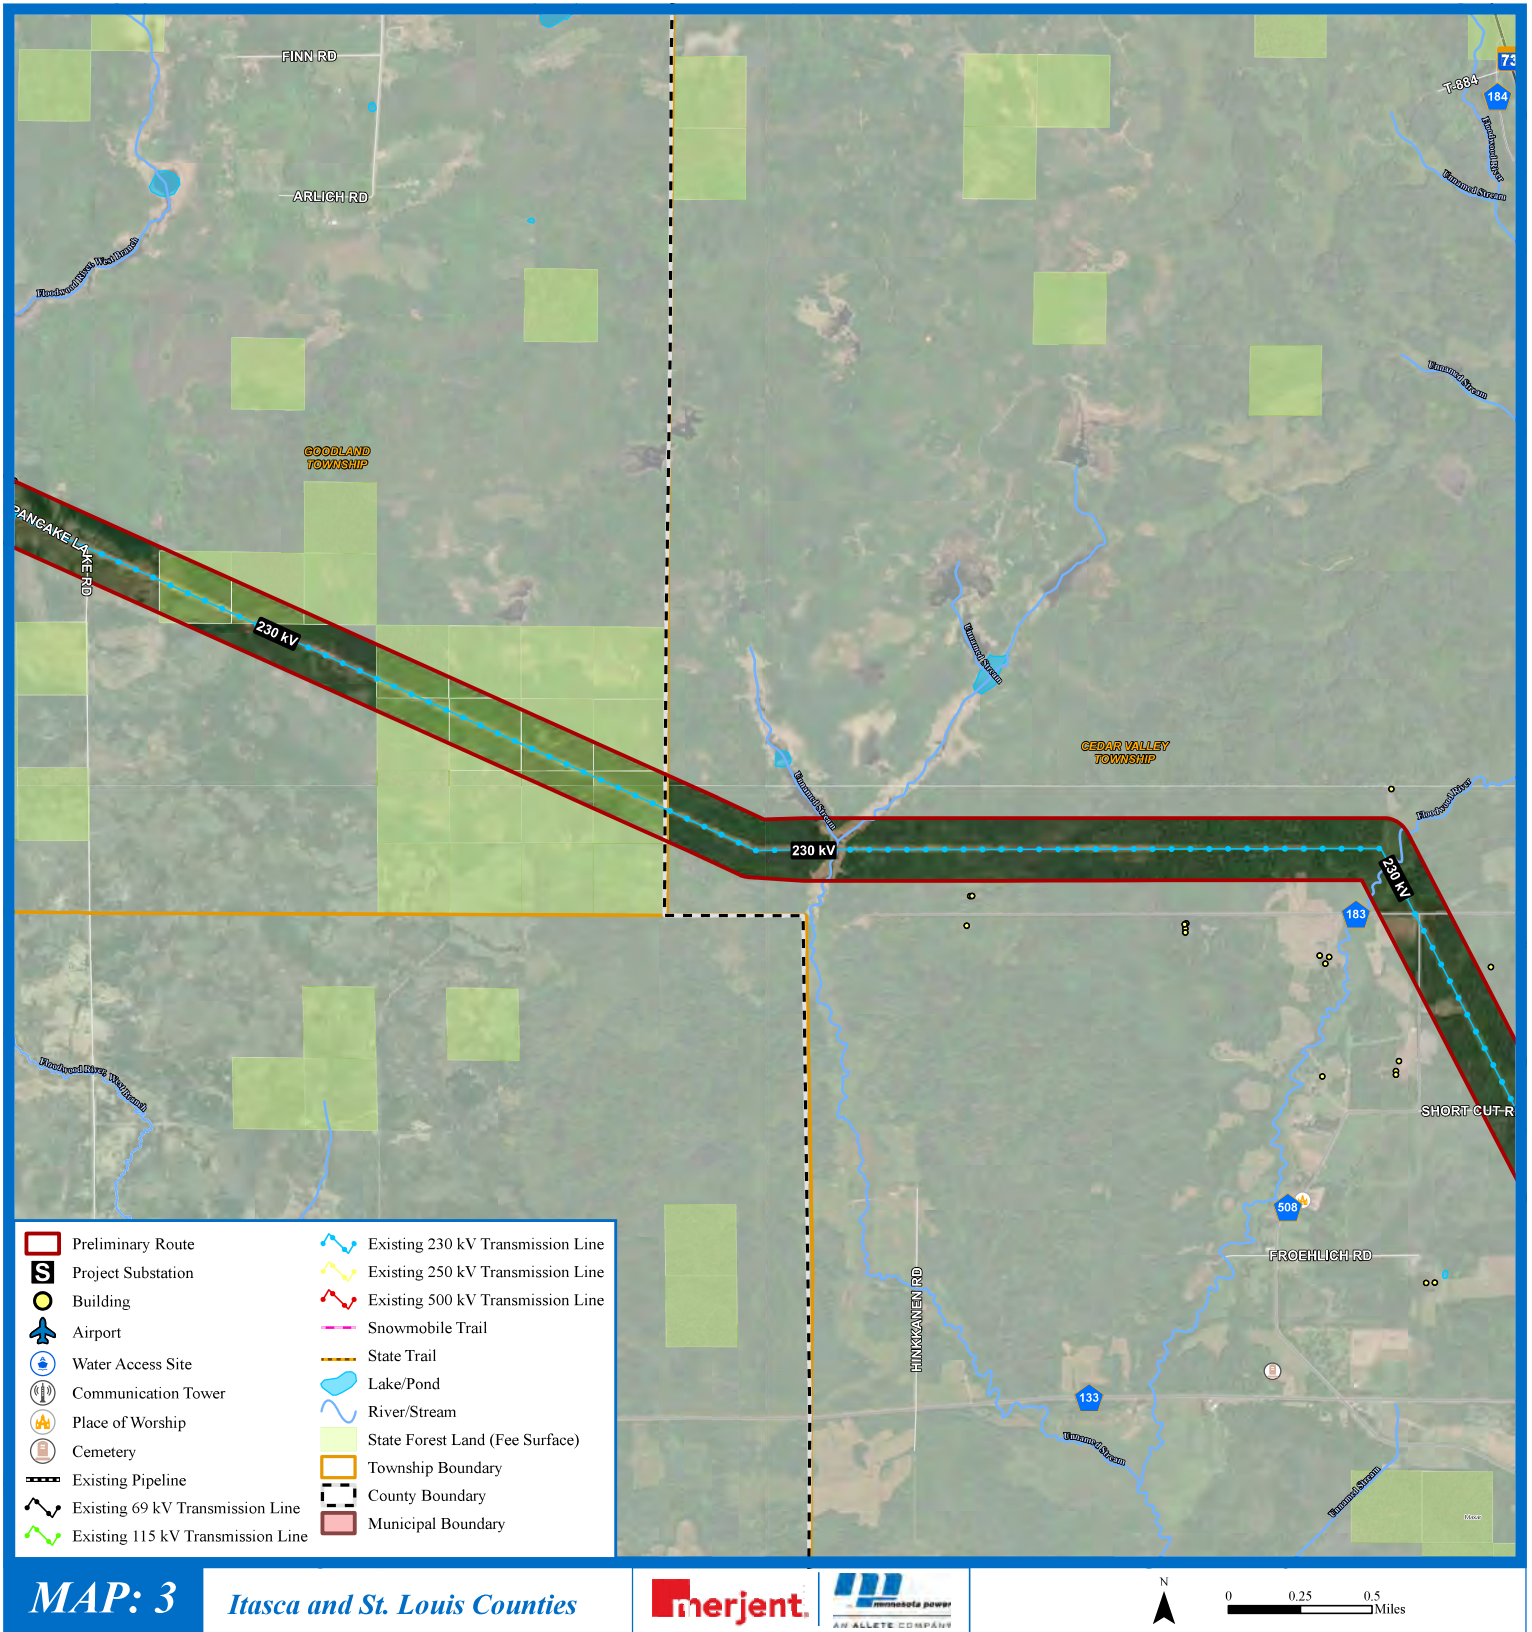 FINN RD
73
T-884
184
Floodwood River
Unnamed Stream
ARLICH RD
Floodwood River, West Branch
Unnamed Stream
GOODLAND
TOWNSHIP
PANCAKE LAKE RD
230 kV
Unnamed Stream
CEDAR VALLEY
TOWNSHIP
Unnamed Stream
Floodwood River
230 kV
230 kV
183
Floodwood River, West Branch
SHORT CUT R
508
FROEHLICH RD
HINKKANEN RD
133
Unnamed Stream
Unnamed Stream
Preliminary Route
S Project Substation
Building
Airport
Water Access Site
Communication Tower
Place of Worship
Cemetery
Existing Pipeline
Existing 69 kV Transmission Line
Existing 115 kV Transmission Line
Existing 230 kV Transmission Line
Existing 250 kV Transmission Line
Existing 500 kV Transmission Line
Snowmobile Trail
State Trail
Lake/Pond
River/Stream
State Forest Land (Fee Surface)
Township Boundary
County Boundary
Municipal Boundary
MAP: 3
Itasca and St. Louis Counties
merjent.
minnesota power
AN ALLETE COMPANY
N
0 0.25 0.5
Miles